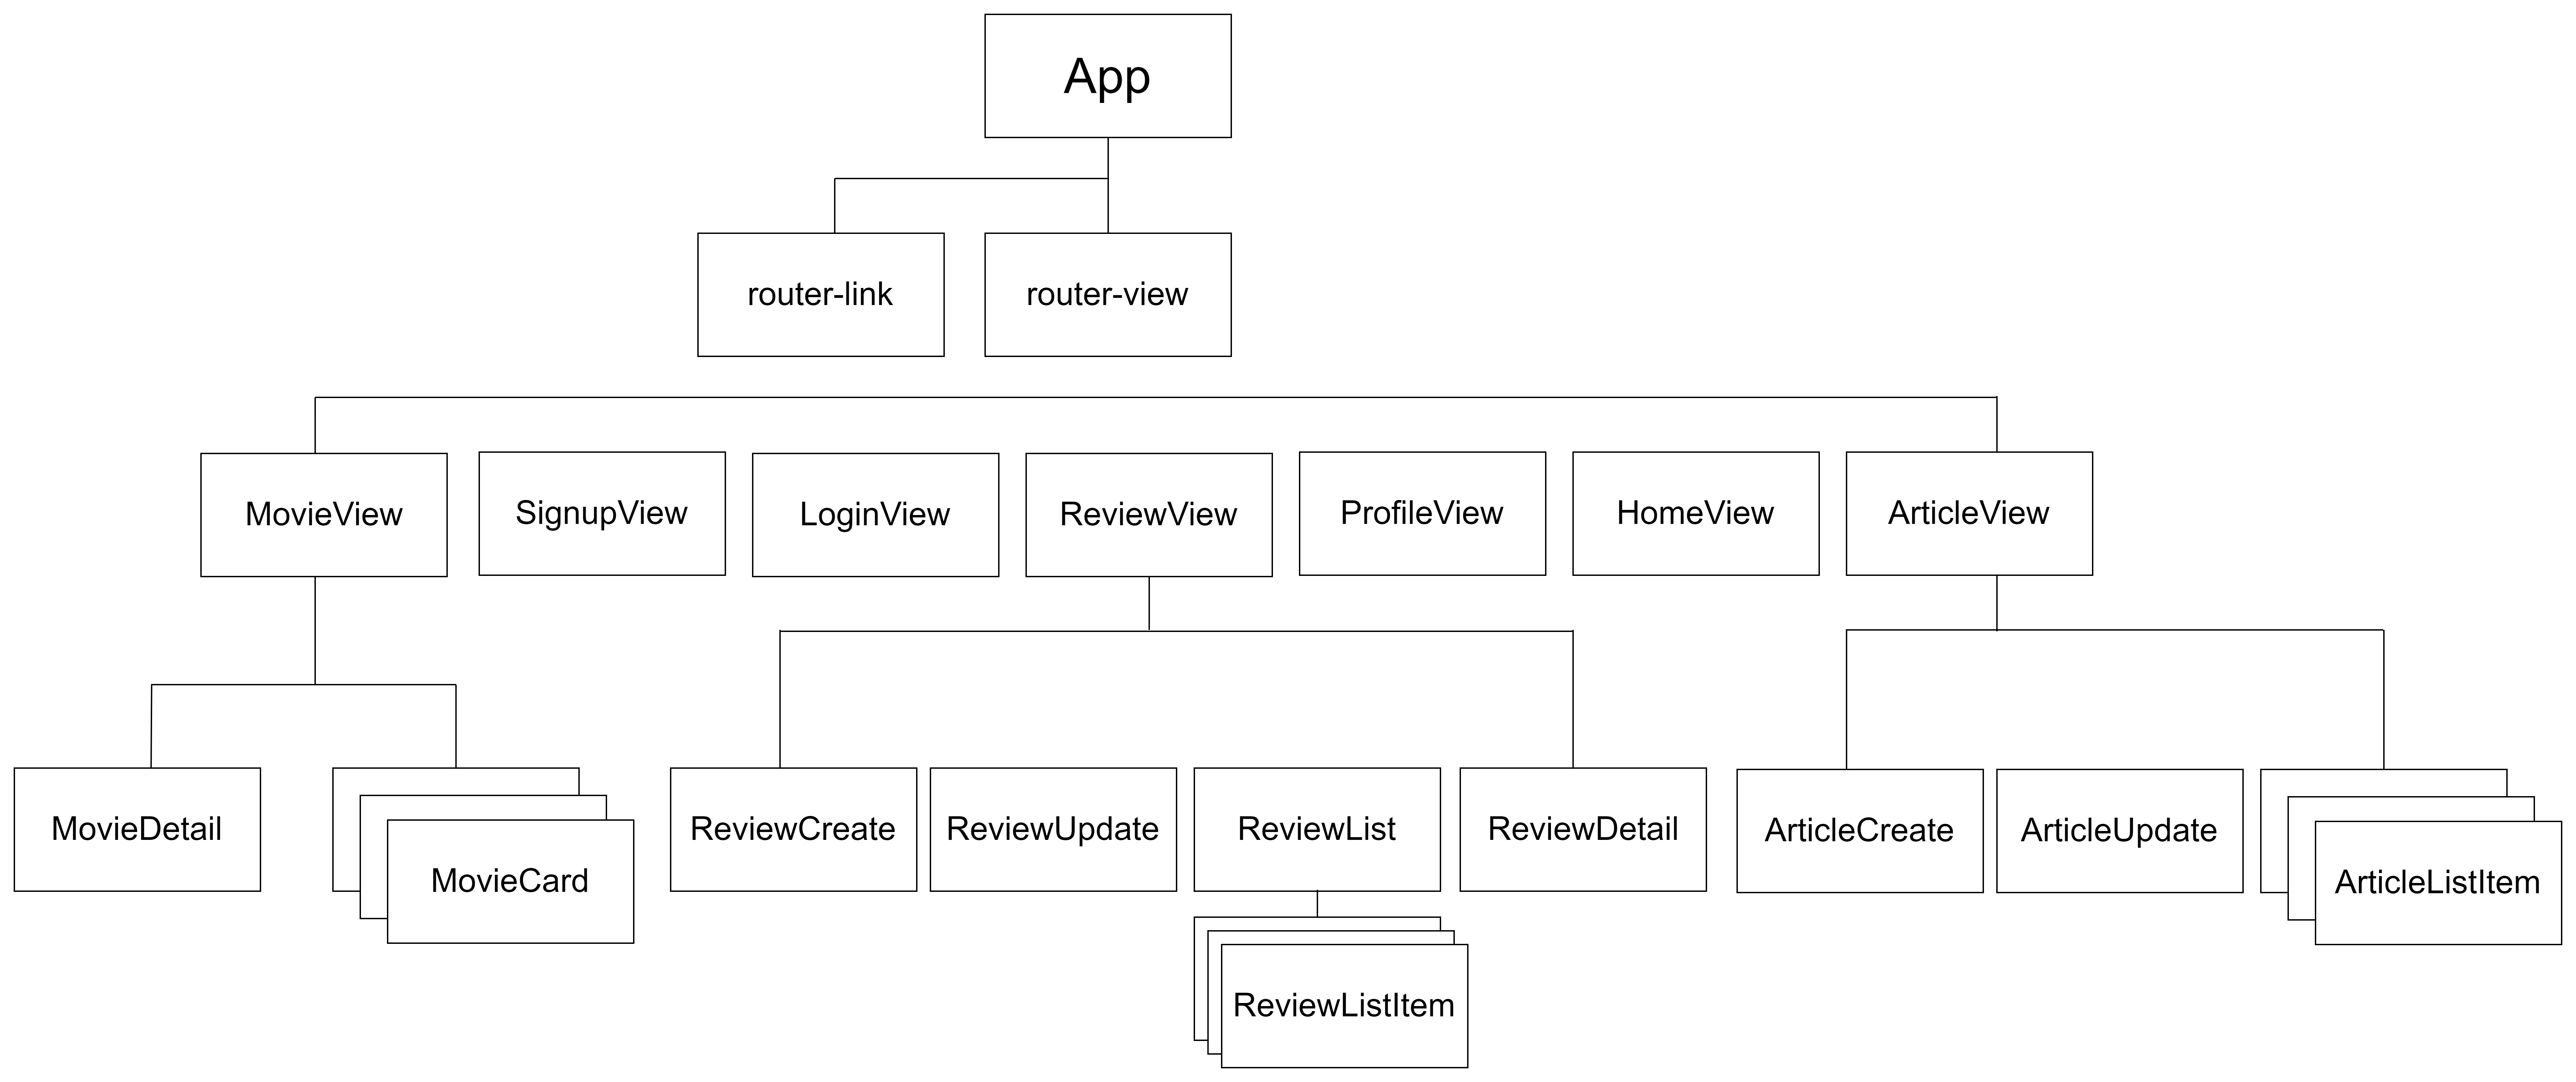 App
router-link
router-view
MovieView
SignupView
LoginView
ReviewView
ProfileView
HomeView
ArticleView
MovieDetail
MovieCard
ReviewCreate
ReviewUpdate
ReviewList
ReviewDetail
ArticleCreate
ArticleUpdate
ArticleListItem
ReviewListItem